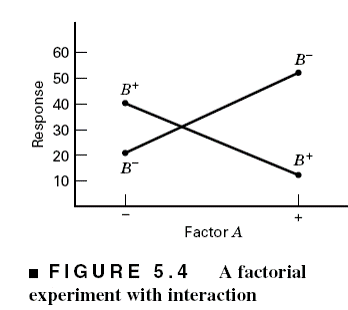 60
50
40
30
20
10
Response
B⁺
B⁻
B⁻
B⁺
−
+
Factor A
■ FIGURE 5.4 A factorial
experiment with interaction